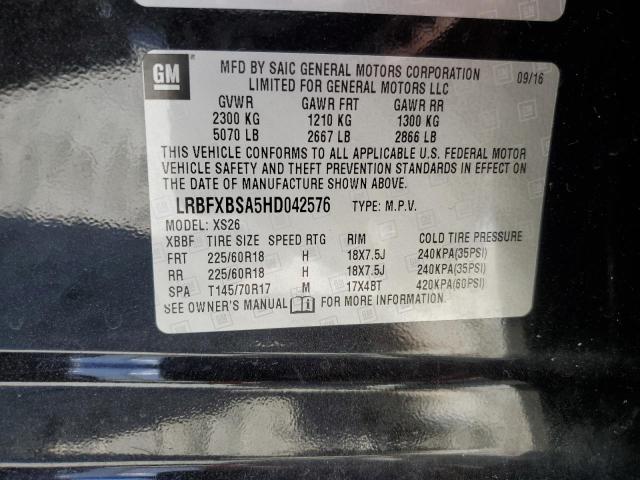 GM
MFD BY SAIC GENERAL MOTORS CORPORATION 09/16
LIMITED FOR GENERAL MOTORS LLC
GVWR GAWR FRT GAWR RR
2300 KG 1210 KG 1300 KG
5070 LB 2667 LB 2866 LB
THIS VEHICLE CONFORMS TO ALL APPLICABLE U.S. FEDERAL MOTOR
VEHICLE SAFETY AND THEFT PREVENTION STANDARDS IN EFFECT ON
DATE OF MANUFACTURE SHOWN ABOVE.
LRBFXBSA5HD042576 TYPE: M.P.V.
MODEL: XS26
XBBF TIRE SIZE SPEED RTG RIM COLD TIRE PRESSURE
FRT 225/60R18 H 18X7.5J 240KPA(35PSI)
RR 225/60R18 H 18X7.5J 240KPA(35PSI)
SPA T145/70R17 M 17X4BT 420KPA(60PSI)
SEE OWNER'S MANUAL FOR MORE INFORMATION.